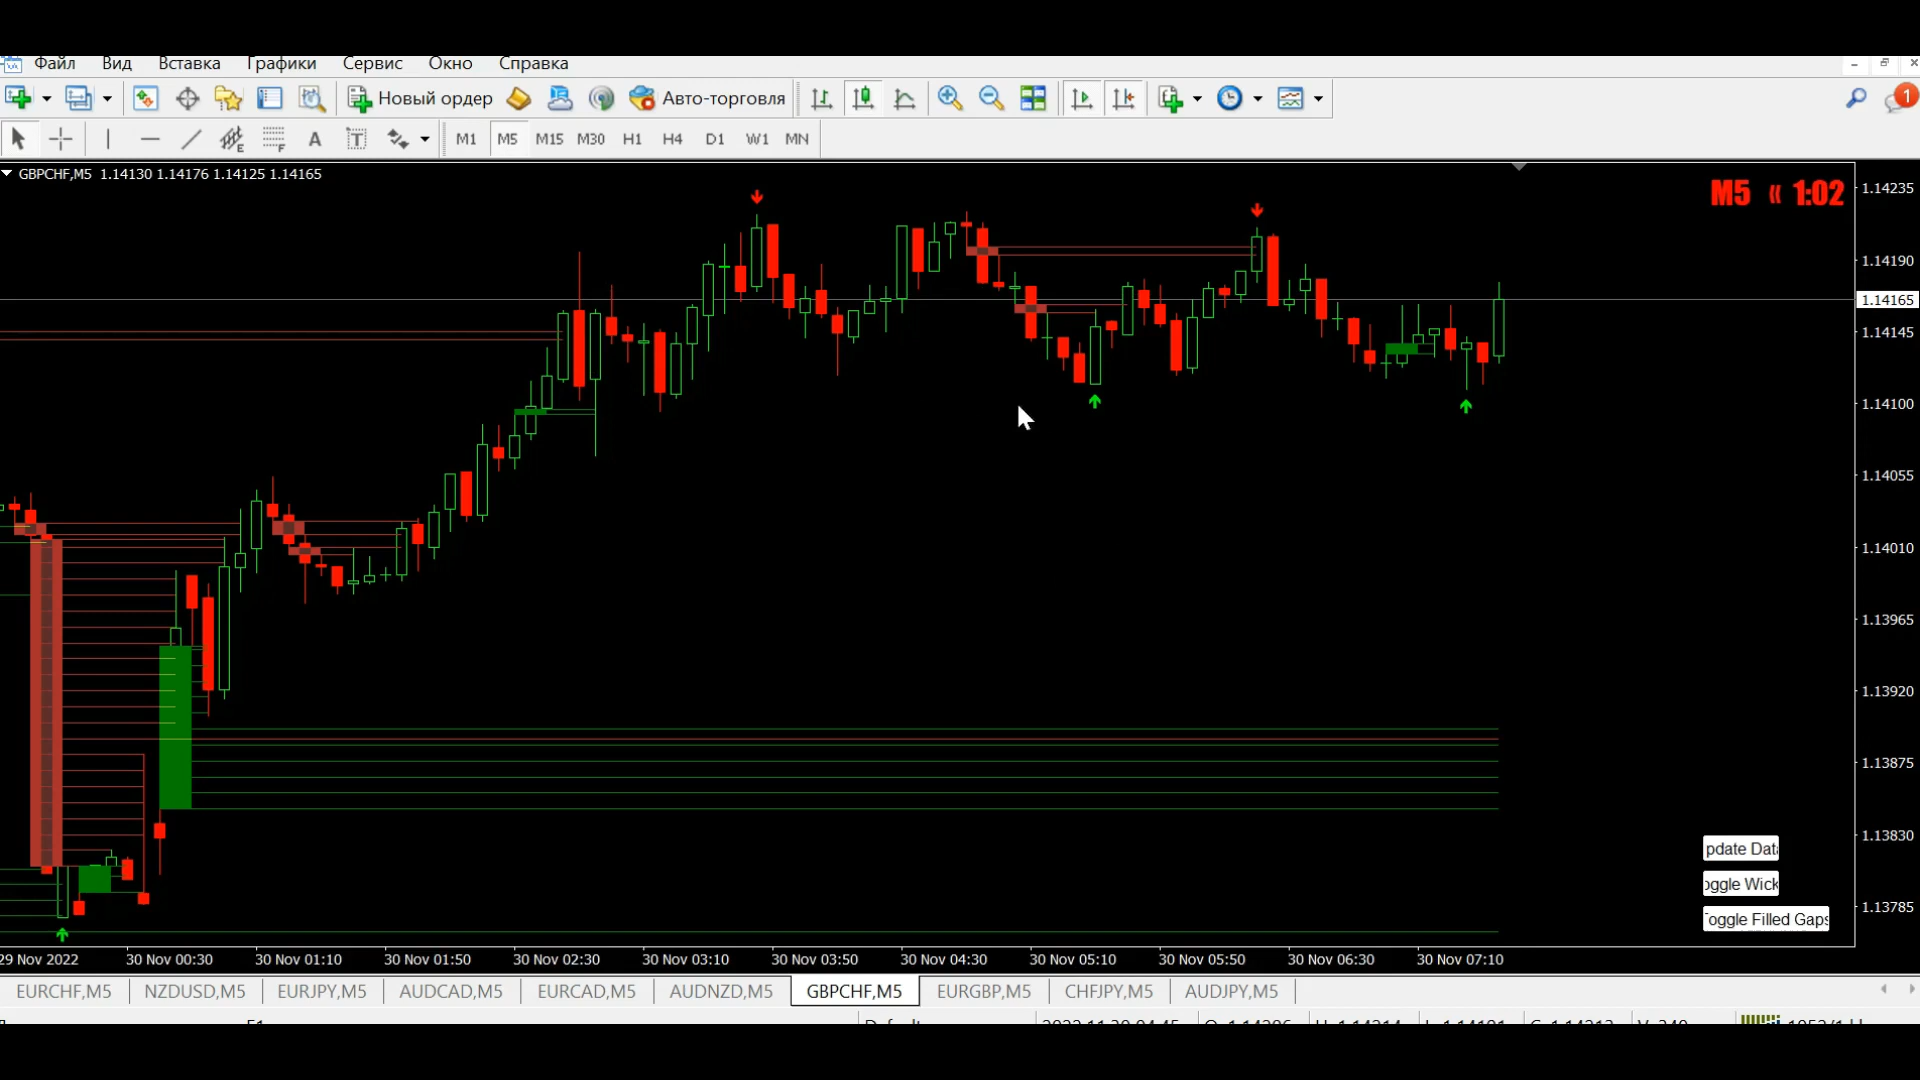 Файл Вид Вставка Графики Сервис Окно Справка
Новый ордер Авто-торговля 1
A T E F M1 M5 M15 M30 H1 H4 D1 W1 MN
GBPCHF,M5 1.14130 1.14176 1.14125 1.14165
M5 « 1:02
1.14235
1.14190
1.14165
1.14145
1.14100
1.14055
1.14010
1.13965
1.13920
1.13875
1.13830
1.13785
pdate Dat
oggle Wick
oggle Filled Gaps
29 Nov 2022 30 Nov 00:30 30 Nov 01:10 30 Nov 01:50 30 Nov 02:30 30 Nov 03:10 30 Nov 03:50 30 Nov 04:30 30 Nov 05:10 30 Nov 05:50 30 Nov 06:30 30 Nov 07:10
EURCHF,M5 NZDUSD,M5 EURJPY,M5 AUDCAD,M5 EURCAD,M5 AUDNZD,M5 GBPCHF,M5 EURGBP,M5 CHFJPY,M5 AUDJPY,M5